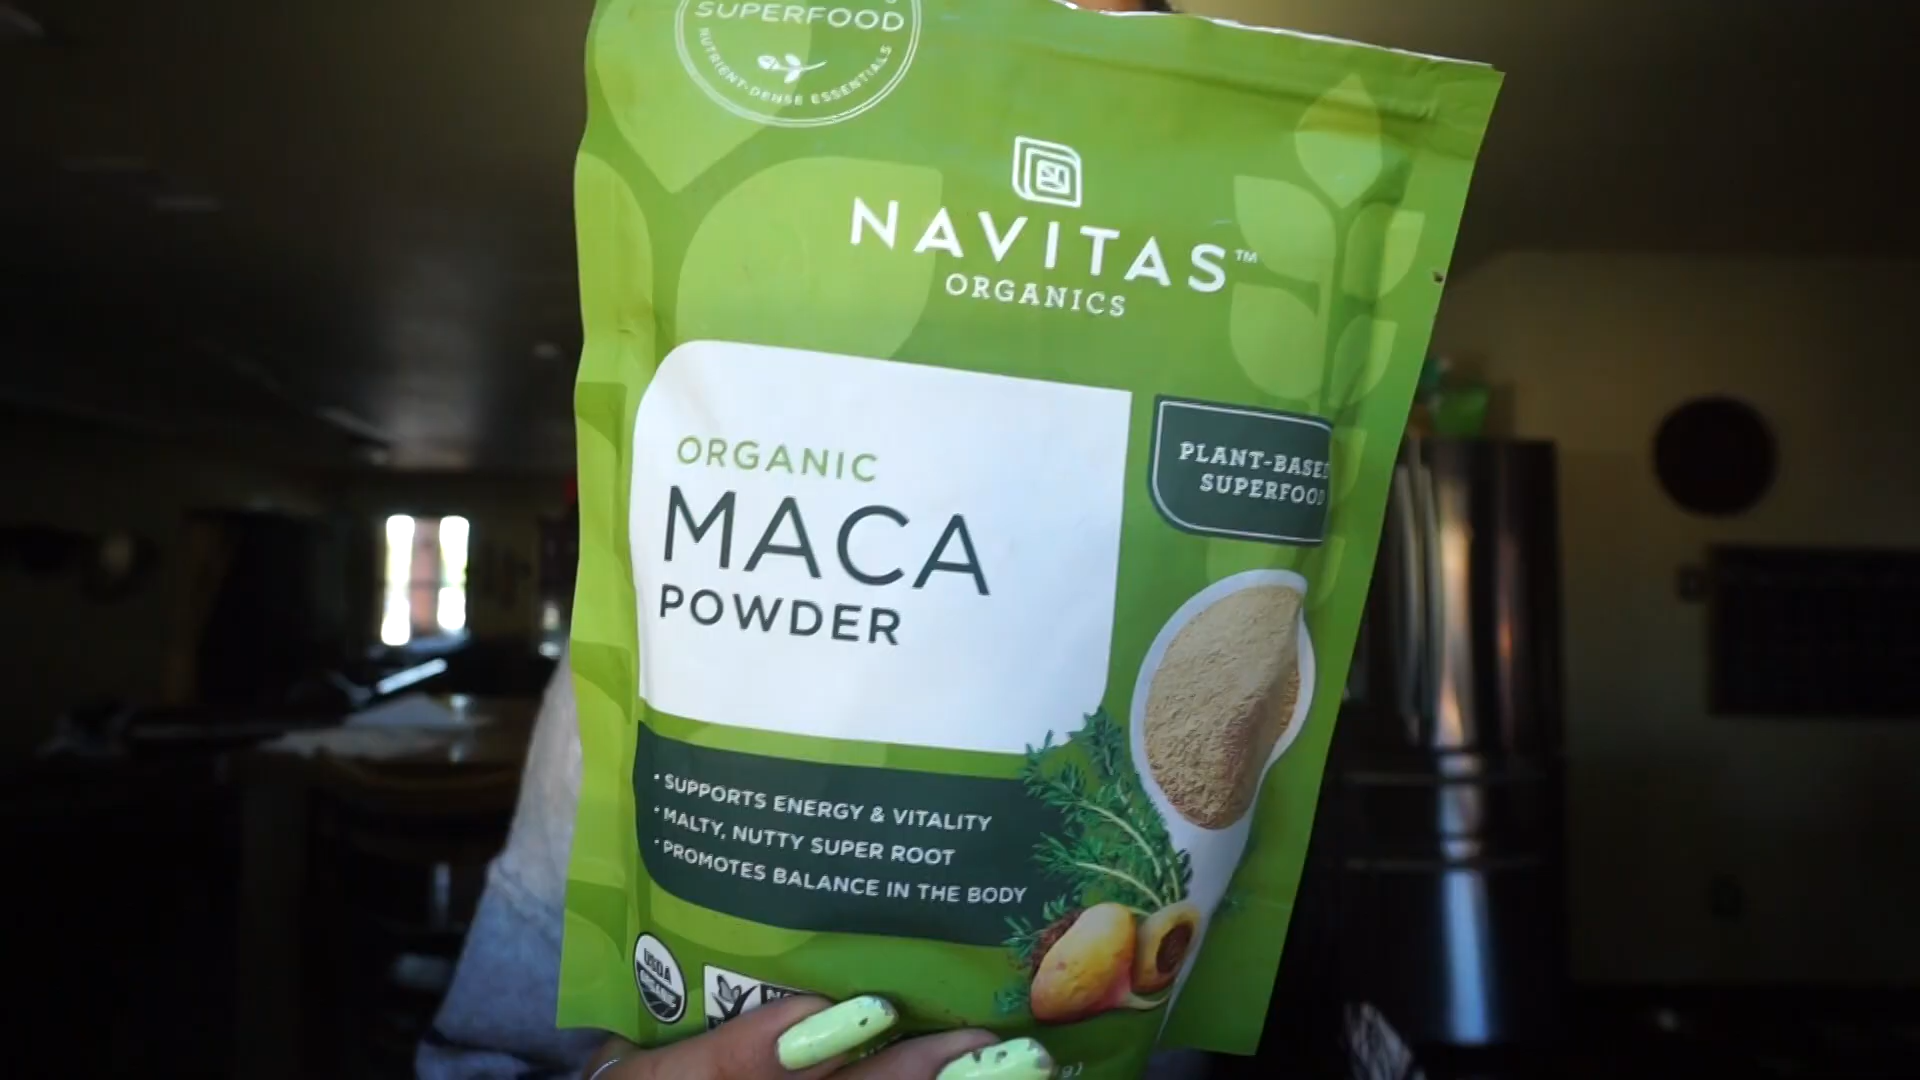 SUPERFOOD
NUTRIENT-DENSE ESSENTIALS
NAVITAS™
ORGANICS
ORGANIC
MACA
POWDER
PLANT-BASED
SUPERFOOD
• SUPPORTS ENERGY & VITALITY
• MALTY, NUTTY SUPER ROOT
• PROMOTES BALANCE IN THE BODY
USDA
ORGANIC